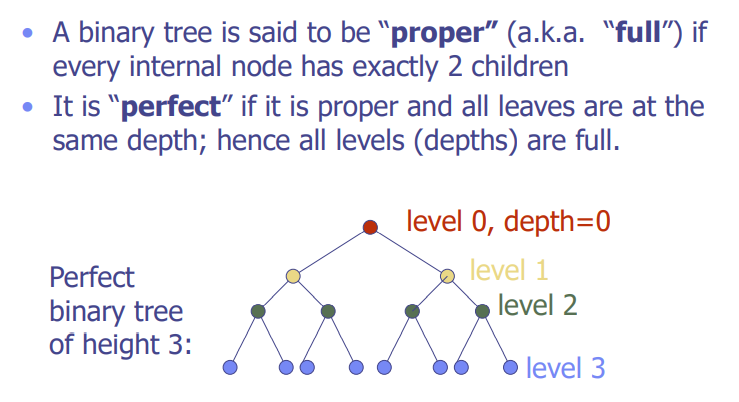 • A binary tree is said to be “proper” (a.k.a. “full”) if
every internal node has exactly 2 children
• It is “perfect” if it is proper and all leaves are at the
same depth; hence all levels (depths) are full.
level 0, depth=0
level 1
Perfect
binary tree
of height 3:
level 2
level 3